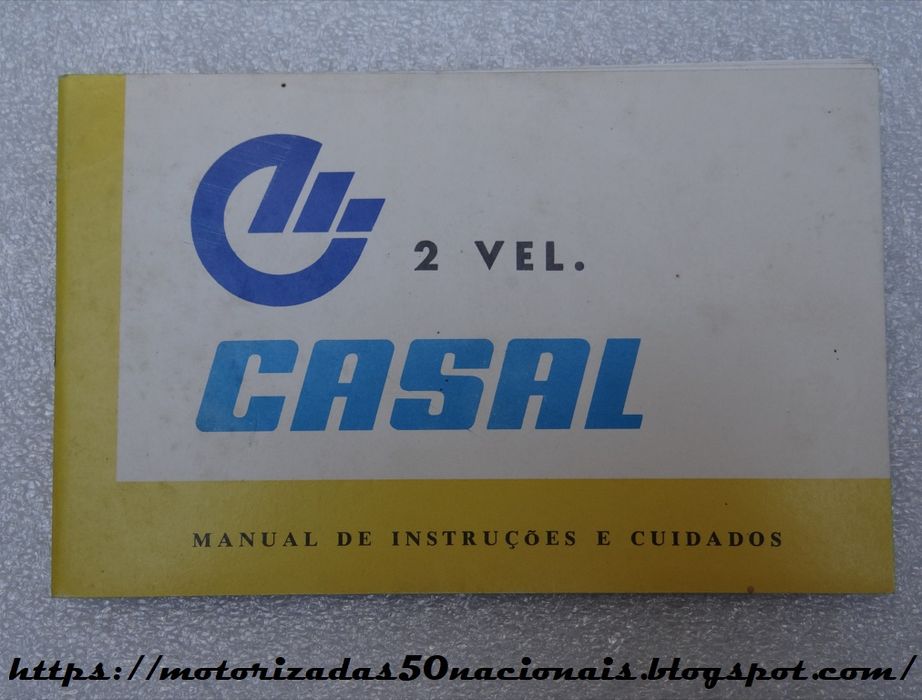 2 VEL.
CASAL
MANUAL DE INSTRUÇÕES E CUIDADOS
https://motorizadas50nacionais.blogspot.com/